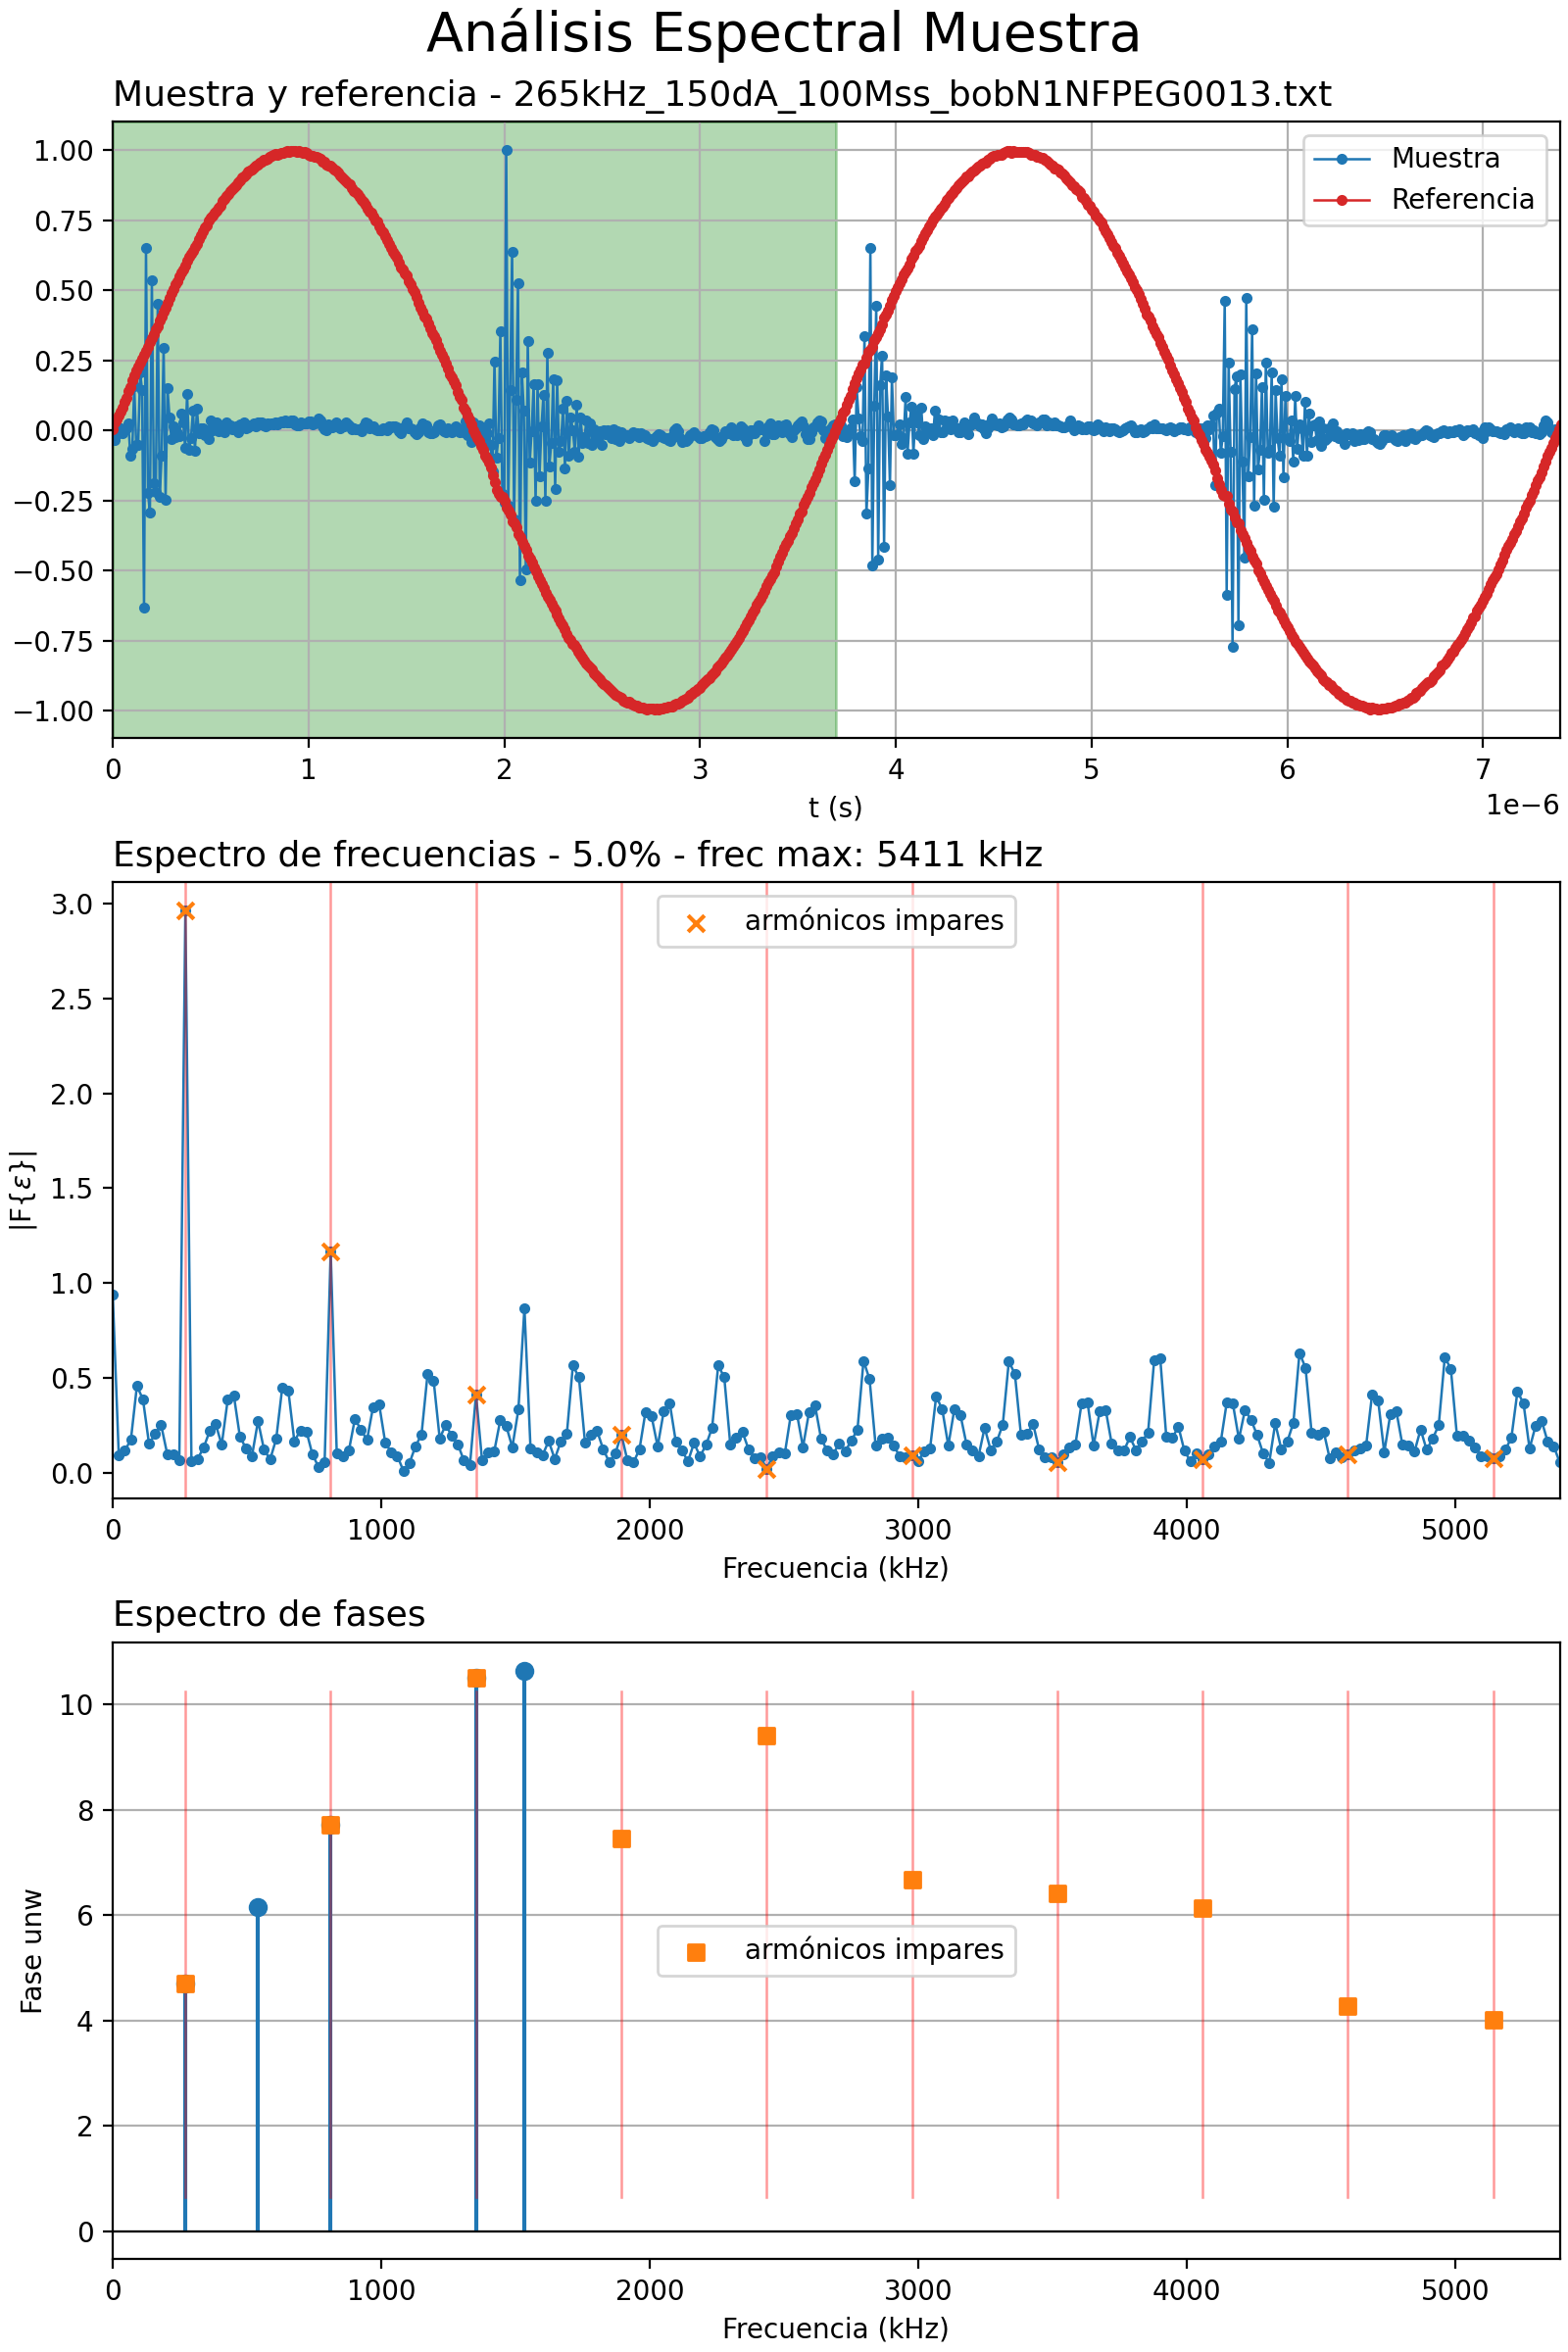 Análisis Espectral Muestra
Muestra y referencia - 265kHz_150dA_100Mss_bobN1NFPEG0013.txt
1.00
0.75
0.50
0.25
0.00
−0.25
−0.50
−0.75
−1.00
Muestra
Referencia
0 1 2 3 4 5 6 7
t (s)
1e−6
Espectro de frecuencias - 5.0% - frec max: 5411 kHz
|F{ε}|
3.0
2.5
2.0
1.5
1.0
0.5
0.0
armónicos impares
0 1000 2000 3000 4000 5000
Frecuencia (kHz)
Espectro de fases
Fase unw
10
8
6
4
2
0
armónicos impares
0 1000 2000 3000 4000 5000
Frecuencia (kHz)